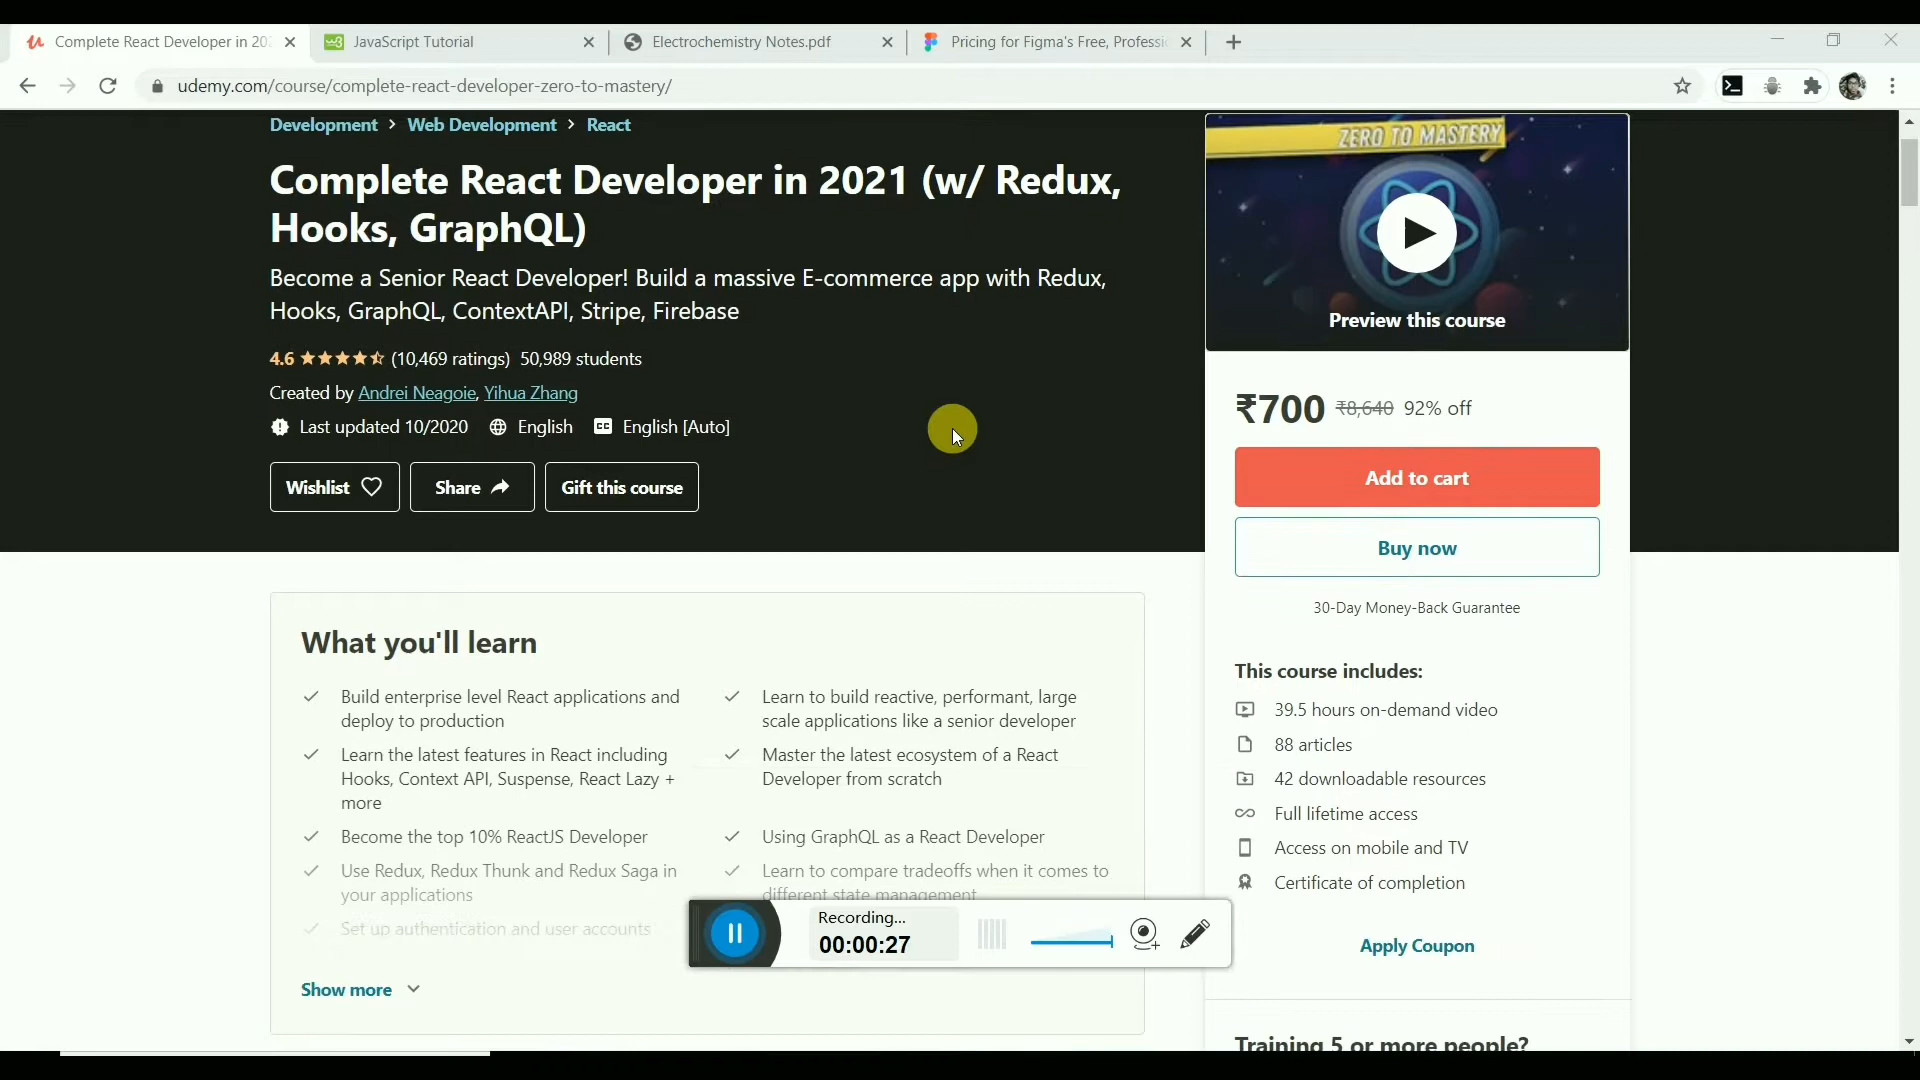 Complete React Developer in 202
JavaScript Tutorial
Electrochemistry Notes.pdf
Pricing for Figma's Free, Professi
udemy.com/course/complete-react-developer-zero-to-mastery/
Development > Web Development > React
Complete React Developer in 2021 (w/ Redux,
Hooks, GraphQL)
Become a Senior React Developer! Build a massive E-commerce app with Redux,
Hooks, GraphQL, ContextAPI, Stripe, Firebase
4.6 (10,469 ratings) 50,989 students
Created by Andrei Neagoie, Yihua Zhang
Last updated 10/2020 English CC English [Auto]
Wishlist Share Gift this course
ZERO TO MASTERY
Preview this course
₹700 ₹8,640 92% off
Add to cart
Buy now
30-Day Money-Back Guarantee
This course includes:
39.5 hours on-demand video
88 articles
42 downloadable resources
Full lifetime access
Access on mobile and TV
Certificate of completion
Apply Coupon
Training 5 or more people?
What you'll learn
Build enterprise level React applications and
deploy to production
Learn the latest features in React including
Hooks, Context API, Suspense, React Lazy +
more
Become the top 10% ReactJS Developer
Use Redux, Redux Thunk and Redux Saga in
your applications
Set up authentication and user accounts
Learn to build reactive, performant, large
scale applications like a senior developer
Master the latest ecosystem of a React
Developer from scratch
Using GraphQL as a React Developer
Learn to compare tradeoffs when it comes to
different state management
Show more
Recording...
00:00:27